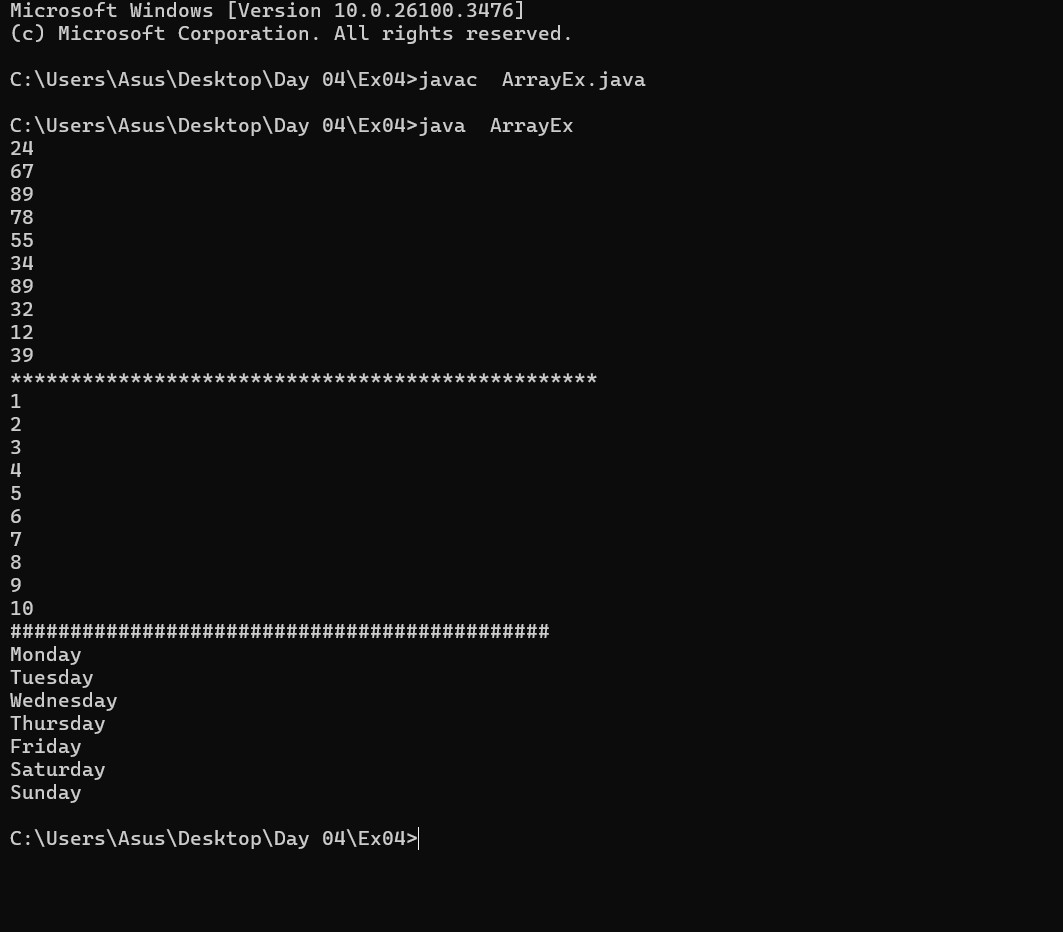 Microsoft Windows [Version 10.0.26100.3476]
(c) Microsoft Corporation. All rights reserved.
C:\Users\Asus\Desktop\Day 04\Ex04>javac  ArrayEx.java
C:\Users\Asus\Desktop\Day 04\Ex04>java  ArrayEx
24
67
89
78
55
34
89
32
12
39
*************************************************
1
2
3
4
5
6
7
8
9
10
#############################################
Monday
Tuesday
Wednesday
Thursday
Friday
Saturday
Sunday
C:\Users\Asus\Desktop\Day 04\Ex04>